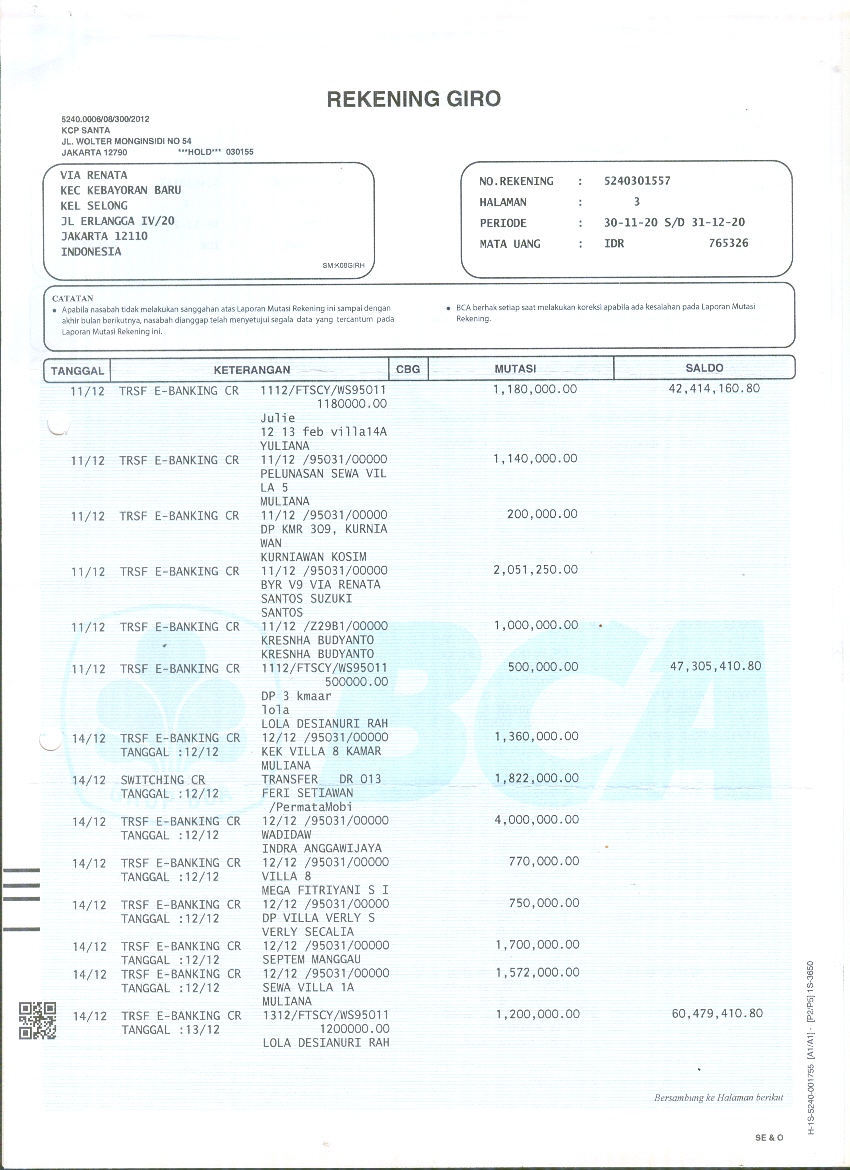 REKENING GIRO
5240.0006/08/300/2012
KCP SANTA
JL. WOLTER MONGINSIDI NO 54
JAKARTA 12790 ***HOLD*** 030155
VIA RENATA
KEC KEBAYORAN BARU
KEL SELONG
JL ERLANGGA IV/20
JAKARTA 12110
INDONESIA
SM:K08G/RH
NO.REKENING : 5240301557
HALAMAN : 3
PERIODE : 30-11-20 S/D 31-12-20
MATA UANG : IDR 765326
CATATAN
• Apabila nasabah tidak melakukan sanggahan atas Laporan Mutasi Rekening ini sampai dengan
akhir bulan berikutnya, nasabah dianggap telah menyetujui segala data yang tercantum pada
Laporan Mutasi Rekening ini.
• BCA berhak setiap saat melakukan koreksi apabila ada kesalahan pada Laporan Mutasi
Rekening.
TANGGAL KETERANGAN CBG MUTASI SALDO
11/12 TRSF E-BANKING CR 1112/FTSCY/WS95011 1,180,000.00 42,414,160.80
1180000.00
Julie
12 13 feb villa14A
YULIANA
11/12 TRSF E-BANKING CR 11/12 /95031/00000 1,140,000.00
PELUNASAN SEWA VIL
LA 5
MULIANA
11/12 TRSF E-BANKING CR 11/12 /95031/00000 200,000.00
DP KMR 309, KURNIA
WAN
KURNIAWAN KOSIM
11/12 TRSF E-BANKING CR 11/12 /95031/00000 2,051,250.00
BYR V9 VIA RENATA
SANTOS SUZUKI
SANTOS
11/12 TRSF E-BANKING CR 11/12 /Z29B1/00000 1,000,000.00
KRESNHA BUDYANTO
KRESNHA BUDYANTO
11/12 TRSF E-BANKING CR 1112/FTSCY/WS95011 500,000.00 47,305,410.80
500000.00
DP 3 kmaar
lola
LOLA DESIANURI RAH
14/12 TRSF E-BANKING CR 12/12 /95031/00000 1,360,000.00
TANGGAL :12/12 KEK VILLA 8 KAMAR
MULIANA
14/12 SWITCHING CR TRANSFER DR 013 1,822,000.00
TANGGAL :12/12 FERI SETIAWAN
/PermataMobi
14/12 TRSF E-BANKING CR 12/12 /95031/00000 4,000,000.00
TANGGAL :12/12 WADIDAW
INDRA ANGGAWIJAYA
14/12 TRSF E-BANKING CR 12/12 /95031/00000 770,000.00
TANGGAL :12/12 VILLA 8
MEGA FITRIYANI S I
14/12 TRSF E-BANKING CR 12/12 /95031/00000 750,000.00
TANGGAL :12/12 DP VILLA VERLY S
VERLY SECALIA
14/12 TRSF E-BANKING CR 12/12 /95031/00000 1,700,000.00
TANGGAL :12/12 SEPTEM MANGGAU
14/12 TRSF E-BANKING CR 12/12 /95031/00000 1,572,000.00
TANGGAL :12/12 SEWA VILLA 1A
MULIANA
14/12 TRSF E-BANKING CR 1312/FTSCY/WS95011 1,200,000.00 60,479,410.80
TANGGAL :13/12 1200000.00
LOLA DESIANURI RAH
BCA
Bersambung ke Halaman berikut
SE & O
H-1S-5240-001755 [A1/A1] - [P2/P5] 1S-3650